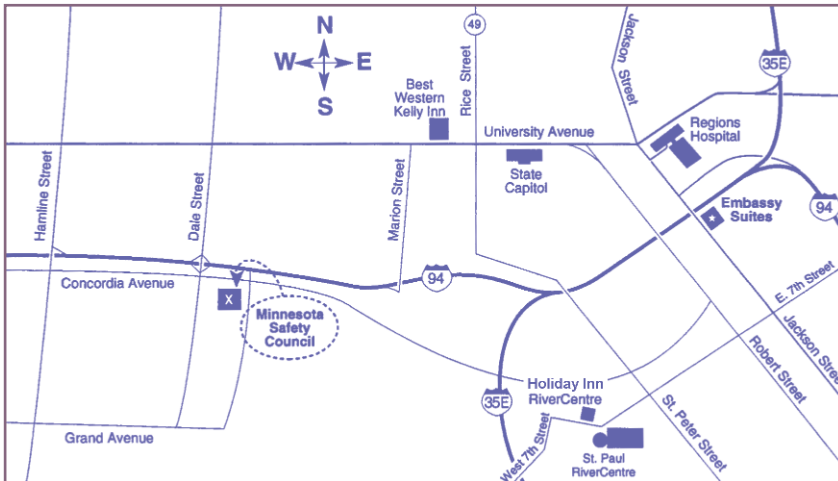 N
W E
S
49
Rice Street
Jackson
Street
35E
Best
Western
Kelly Inn
University Avenue
Regions
Hospital
State
Capitol
Hamline Street
Dale Street
Marion Street
Embassy
Suites
94
Concordia Avenue
94
E. 7th Street
X
Minnesota
Safety
Council
Jackson Street
Robert Street
Holiday Inn
RiverCentre
35E
St. Peter Street
Grand Avenue
West 7th Street
St. Paul
RiverCentre